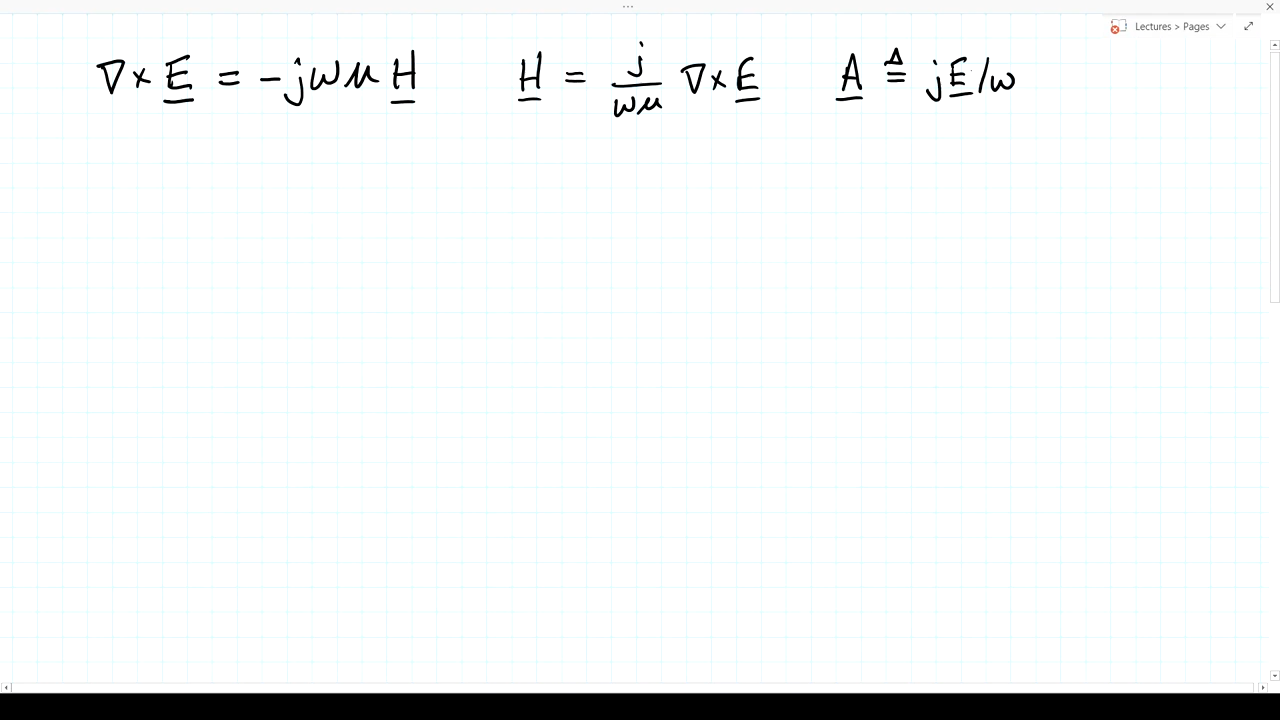 Lectures > Pages
∇ × E̲ = −jωμ H̲    H̲ = j/(ωμ) ∇ × E̲    A̲ ≜ jE̲/ω